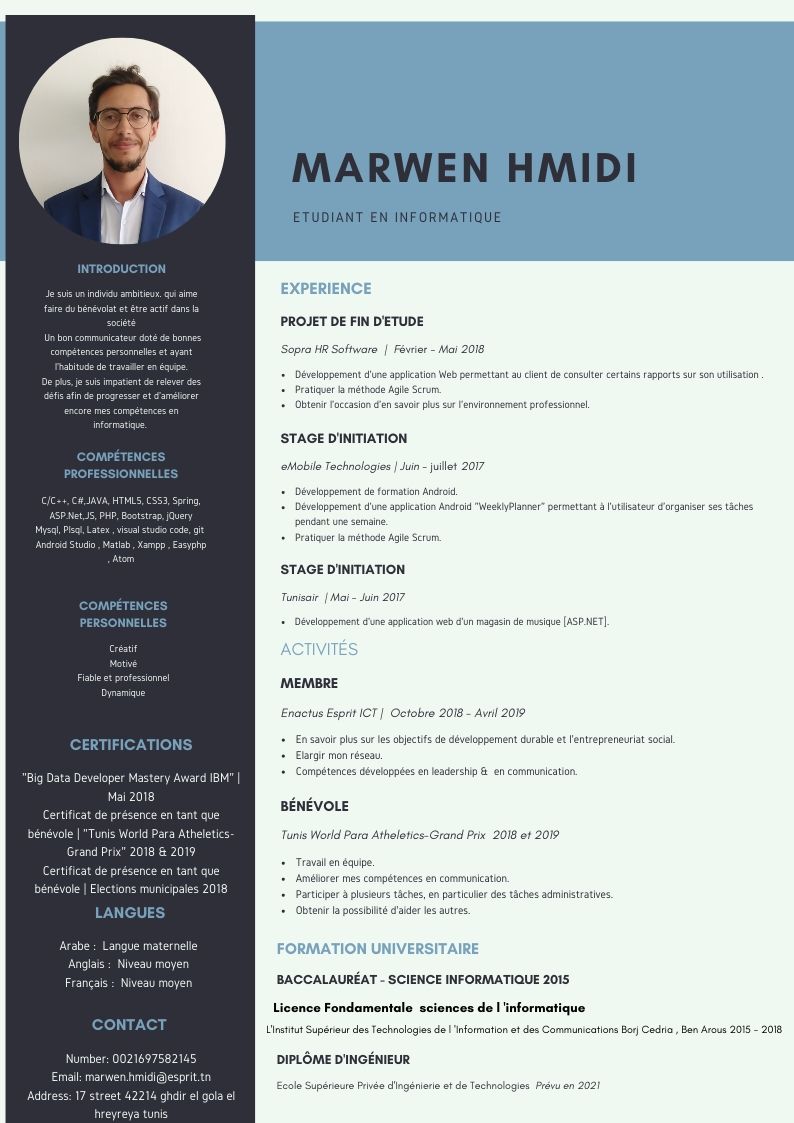 MARWEN HMIDI
ETUDIANT EN INFORMATIQUE
INTRODUCTION
Je suis un individu ambitieux. qui aime
faire du bénévolat et être actif dans la
société
Un bon communicateur doté de bonnes
compétences personnelles et ayant
l'habitude de travailler en équipe.
De plus, je suis impatient de relever des
défis afin de progresser et d'améliorer
encore mes compétences en
informatique.
COMPÉTENCES
PROFESSIONNELLES
C/C++, C#,JAVA, HTML5, CSS3, Spring,
ASP.Net,JS, PHP, Bootstrap, jQuery
Mysql, Plsql, Latex , visual studio code, git
Android Studio , Matlab , Xampp , Easyphp
, Atom
COMPÉTENCES
PERSONNELLES
Créatif
Motivé
Fiable et professionnel
Dynamique
CERTIFICATIONS
"Big Data Developer Mastery Award IBM" |
Mai 2018
Certificat de présence en tant que
bénévole | "Tunis World Para Atheletics-
Grand Prix" 2018 & 2019
Certificat de présence en tant que
bénévole | Elections municipales 2018
LANGUES
Arabe : Langue maternelle
Anglais : Niveau moyen
Français : Niveau moyen
CONTACT
Number: 0021697582145
Email: marwen.hmidi@esprit.tn
Address: 17 street 42214 ghdir el gola el
hreyreya tunis
EXPERIENCE
PROJET DE FIN D'ETUDE
Sopra HR Software | Février - Mai 2018
• Développement d'une application Web permettant au client de consulter certains rapports sur son utilisation .
• Pratiquer la méthode Agile Scrum.
• Obtenir l'occasion d'en savoir plus sur l'environnement professionnel.
STAGE D'INITIATION
eMobile Technologies | Juin - juillet 2017
• Développement de formation Android.
• Développement d'une application Android "WeeklyPlanner" permettant à l'utilisateur d'organiser ses tâches
pendant une semaine.
• Pratiquer la méthode Agile Scrum.
STAGE D'INITIATION
Tunisair | Mai - Juin 2017
• Développement d'une application web d'un magasin de musique [ASP.NET].
ACTIVITÉS
MEMBRE
Enactus Esprit ICT | Octobre 2018 - Avril 2019
• En savoir plus sur les objectifs de développement durable et l'entrepreneuriat social.
• Elargir mon réseau.
• Compétences développées en leadership & en communication.
BÉNÉVOLE
Tunis World Para Atheletics-Grand Prix 2018 et 2019
• Travail en équipe.
• Améliorer mes compétences en communication.
• Participer à plusieurs tâches, en particulier des tâches administratives.
• Obtenir la possibilité d'aider les autres.
FORMATION UNIVERSITAIRE
BACCALAURÉAT - SCIENCE INFORMATIQUE 2015
Licence Fondamentale sciences de l 'informatique
L'Institut Supérieur des Technologies de l 'Information et des Communications Borj Cedria , Ben Arous 2015 - 2018
DIPLÔME D'INGÉNIEUR
Ecole Supérieure Privée d'Ingénierie et de Technologies Prévu en 2021